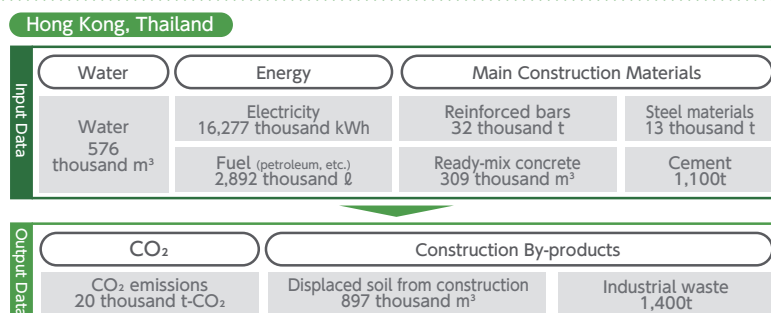 Hong Kong, Thailand
Input Data
Water
Energy
Main Construction Materials
Water
576
thousand m³
Electricity
16,277 thousand kWh
Reinforced bars
32 thousand t
Steel materials
13 thousand t
Fuel (petroleum, etc.)
2,892 thousand ℓ
Ready-mix concrete
309 thousand m³
Cement
1,100t
Output Data
CO₂
Construction By-products
CO₂ emissions
20 thousand t-CO₂
Displaced soil from construction
897 thousand m³
Industrial waste
1,400t